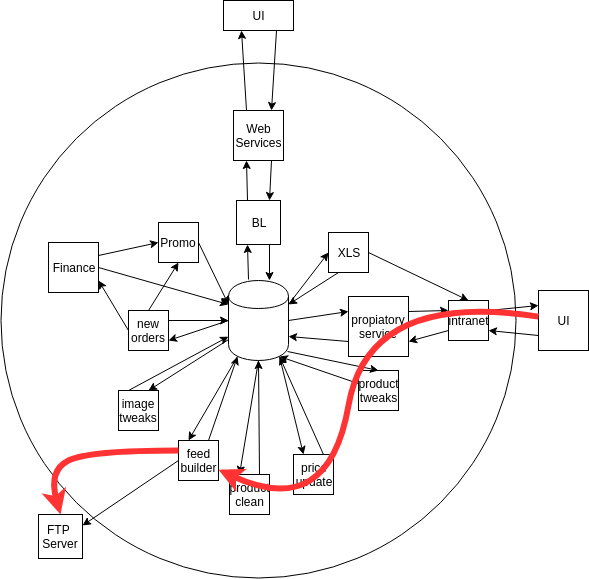 UI
Web
Services
BL
Promo
XLS
Finance
new
orders
propiatory
service
intranet
UI
image
tweaks
product
tweaks
feed
builder
product
clean
price
update
FTP
Server